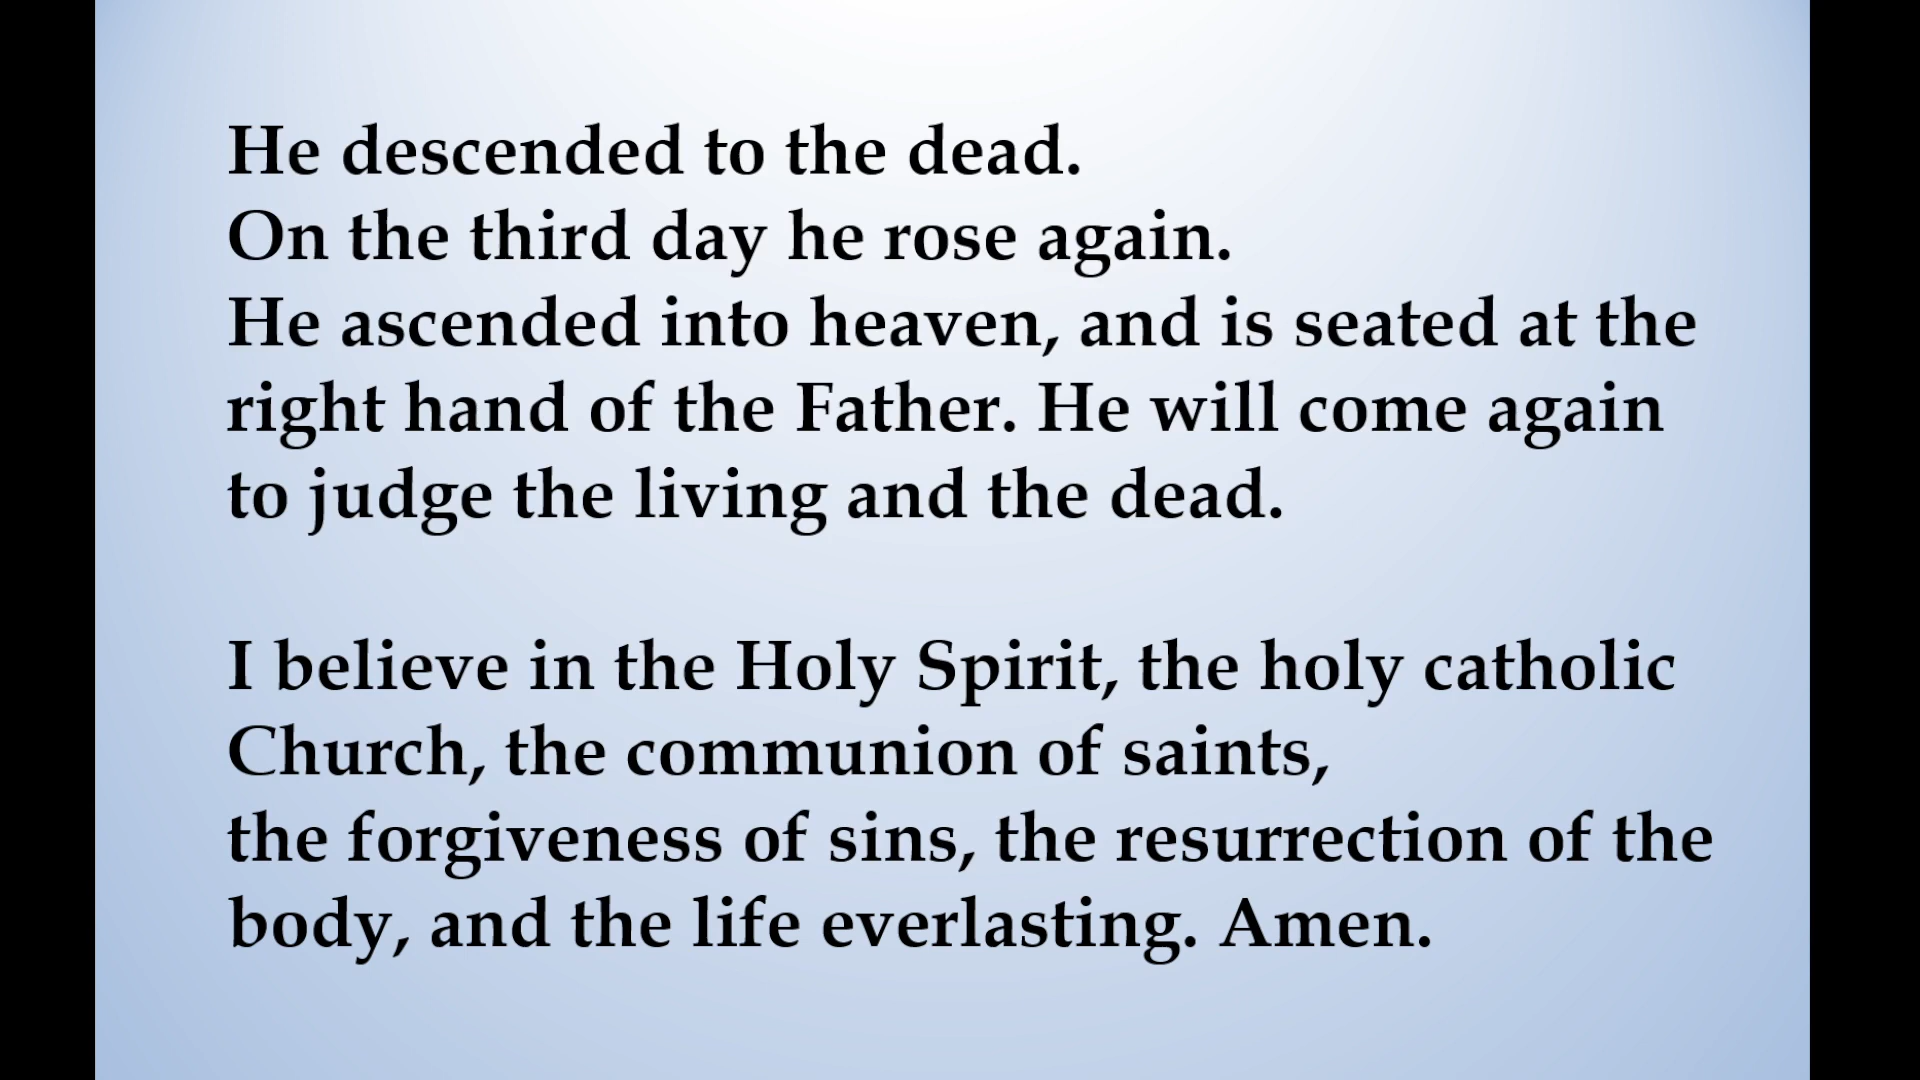 He descended to the dead.
On the third day he rose again.
He ascended into heaven, and is seated at the
right hand of the Father. He will come again
to judge the living and the dead.
I believe in the Holy Spirit, the holy catholic
Church, the communion of saints,
the forgiveness of sins, the resurrection of the
body, and the life everlasting. Amen.